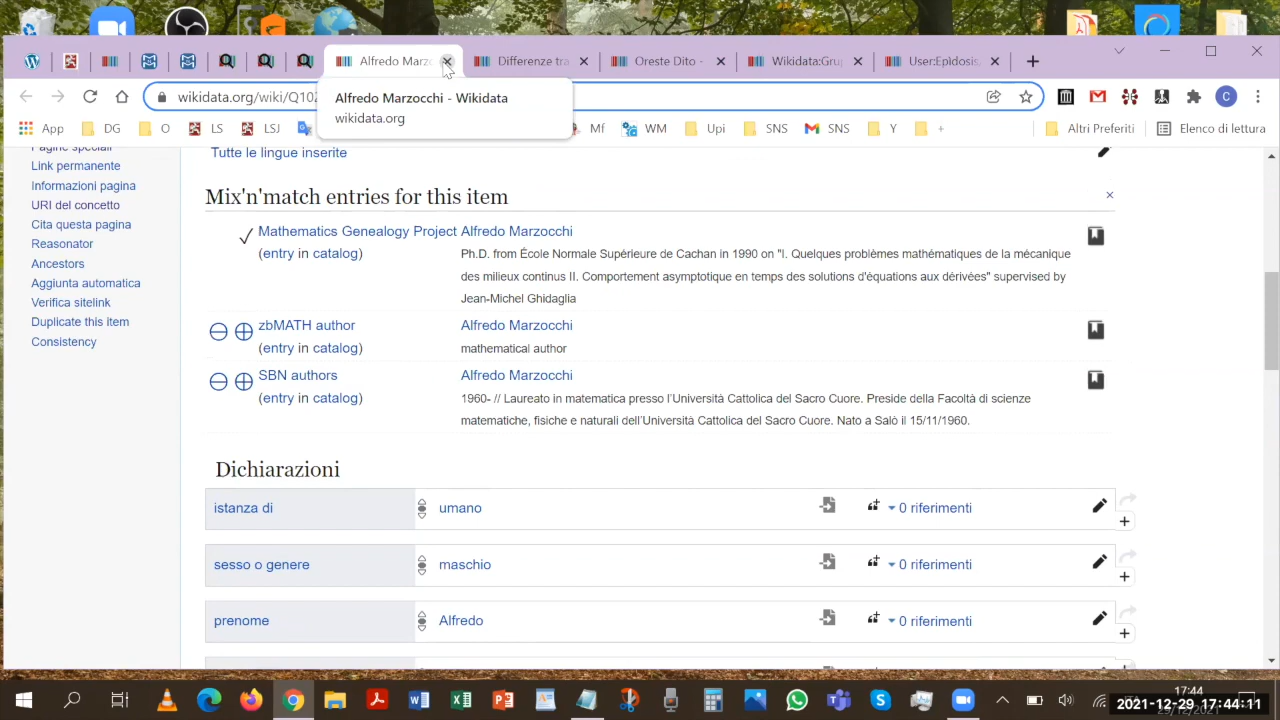 Alfredo Marzo
Differenze tra
Oreste Dito -
Wikidata:Gru
User:Epìdosis
wikidata.org/wiki/Q10
Alfredo Marzocchi - Wikidata
wikidata.org
C
App
DG
O
LS
LSJ
Mf
WM
Upi
SNS
SNS
Y
+
Altri Preferiti
Elenco di lettura
Pagine speciali
Link permanente
Informazioni pagina
URI del concetto
Cita questa pagina
Reasonator
Ancestors
Aggiunta automatica
Verifica sitelink
Duplicate this item
Consistency
Tutte le lingue inserite
Mix'n'match entries for this item
Mathematics Genealogy Project Alfredo Marzocchi
(entry in catalog)
Ph.D. from École Normale Supérieure de Cachan in 1990 on "I. Quelques problèmes mathématiques de la mécanique
des milieux continus II. Comportement asymptotique en temps des solutions d'équations aux dérivées" supervised by
Jean-Michel Ghidaglia
zbMATH author Alfredo Marzocchi
(entry in catalog) mathematical author
SBN authors Alfredo Marzocchi
(entry in catalog)
1960- // Laureato in matematica presso l'Università Cattolica del Sacro Cuore. Preside della Facoltà di scienze
matematiche, fisiche e naturali dell'Università Cattolica del Sacro Cuore. Nato a Salò il 15/11/1960.
Dichiarazioni
istanza di umano 0 riferimenti
sesso o genere maschio 0 riferimenti
prenome Alfredo 0 riferimenti
17:44
2021-12-29 17:44:11